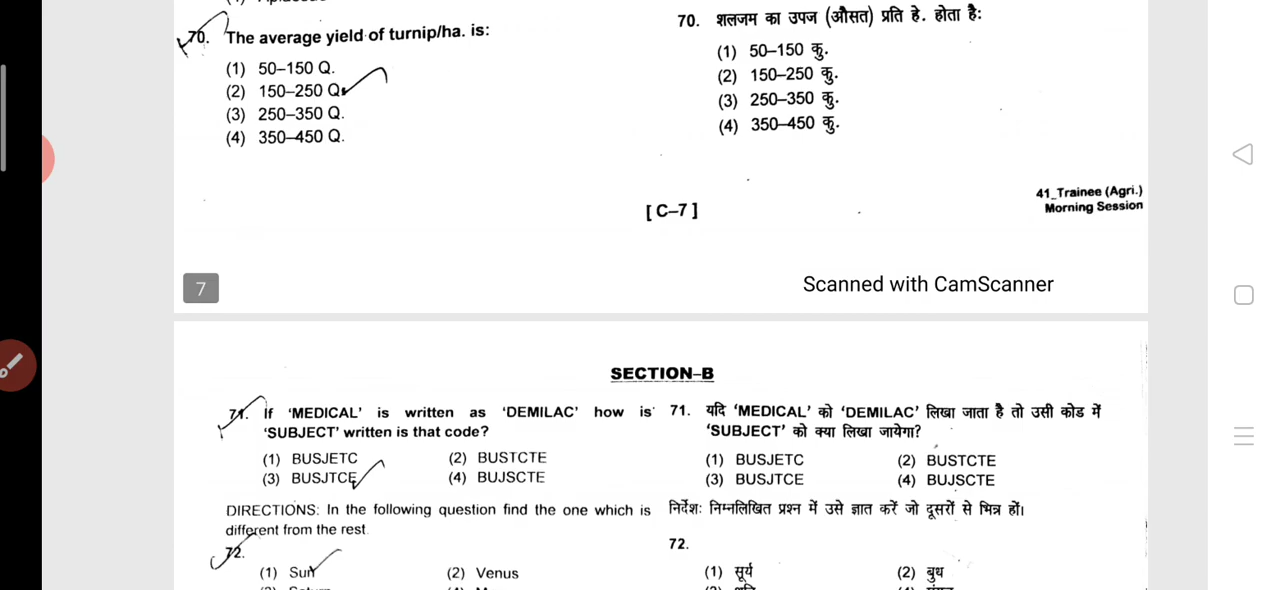 70. The average yield of turnip/ha. is:
(1) 50–150 Q.
(2) 150–250 Q.
(3) 250–350 Q.
(4) 350–450 Q.
70. शलजम का उपज (औसत) प्रति हे. होता है:
(1) 50–150 कु.
(2) 150–250 कु.
(3) 250–350 कु.
(4) 350–450 कु.
[ C–7 ]
41_Trainee (Agri.)
Morning Session
7
Scanned with CamScanner
SECTION–B
71. If ‘MEDICAL’ is written as ‘DEMILAC’ how is
‘SUBJECT’ written is that code?
(1) BUSJETC (2) BUSTCTE
(3) BUSJTCE (4) BUJSCTE
71. यदि ‘MEDICAL’ को ‘DEMILAC’ लिखा जाता है तो उसी कोड में
‘SUBJECT’ को क्या लिखा जायेगा?
(1) BUSJETC (2) BUSTCTE
(3) BUSJTCE (4) BUJSCTE
DIRECTIONS: In the following question find the one which is
different from the rest.
72.
(1) Sun (2) Venus
निर्देश: निम्नलिखित प्रश्न में उसे ज्ञात करें जो दूसरों से भिन्न हों।
72.
(1) सूर्य (2) बुध